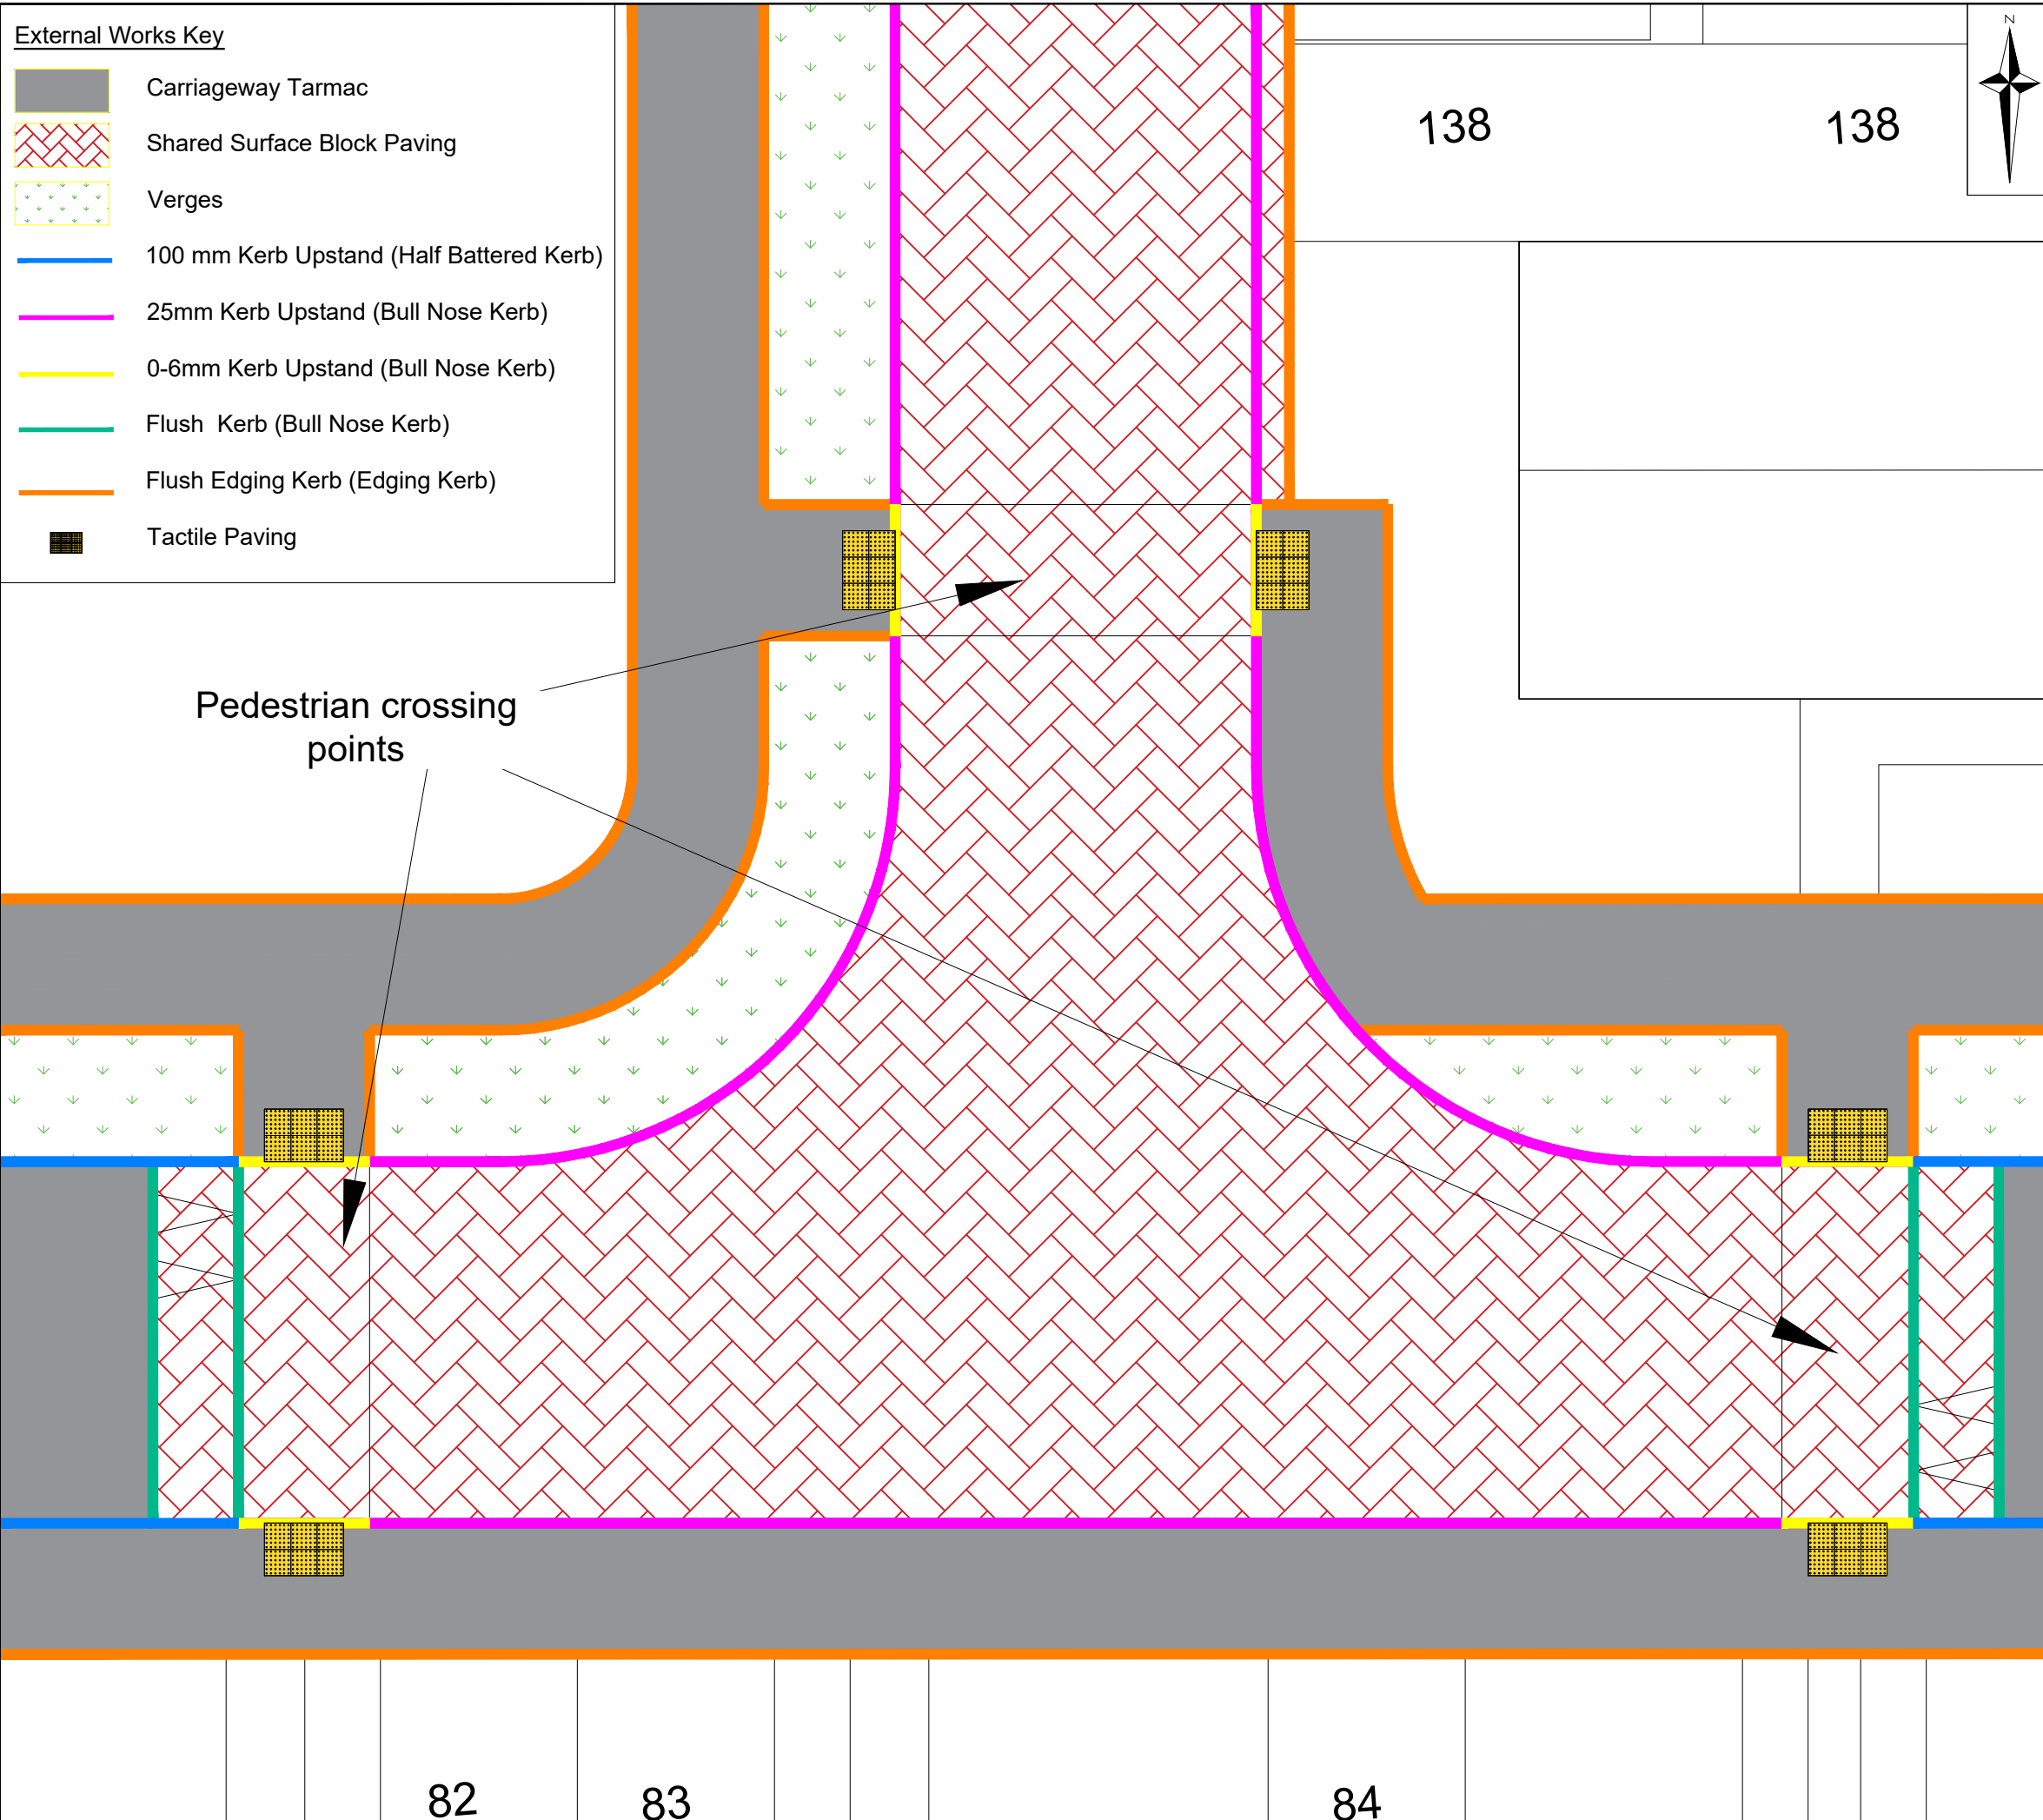 External Works Key
Carriageway Tarmac
Shared Surface Block Paving
Verges
100 mm Kerb Upstand (Half Battered Kerb)
25mm Kerb Upstand (Bull Nose Kerb)
0-6mm Kerb Upstand (Bull Nose Kerb)
Flush Kerb (Bull Nose Kerb)
Flush Edging Kerb (Edging Kerb)
Tactile Paving
N
138
138
Pedestrian crossing
points
82
83
84